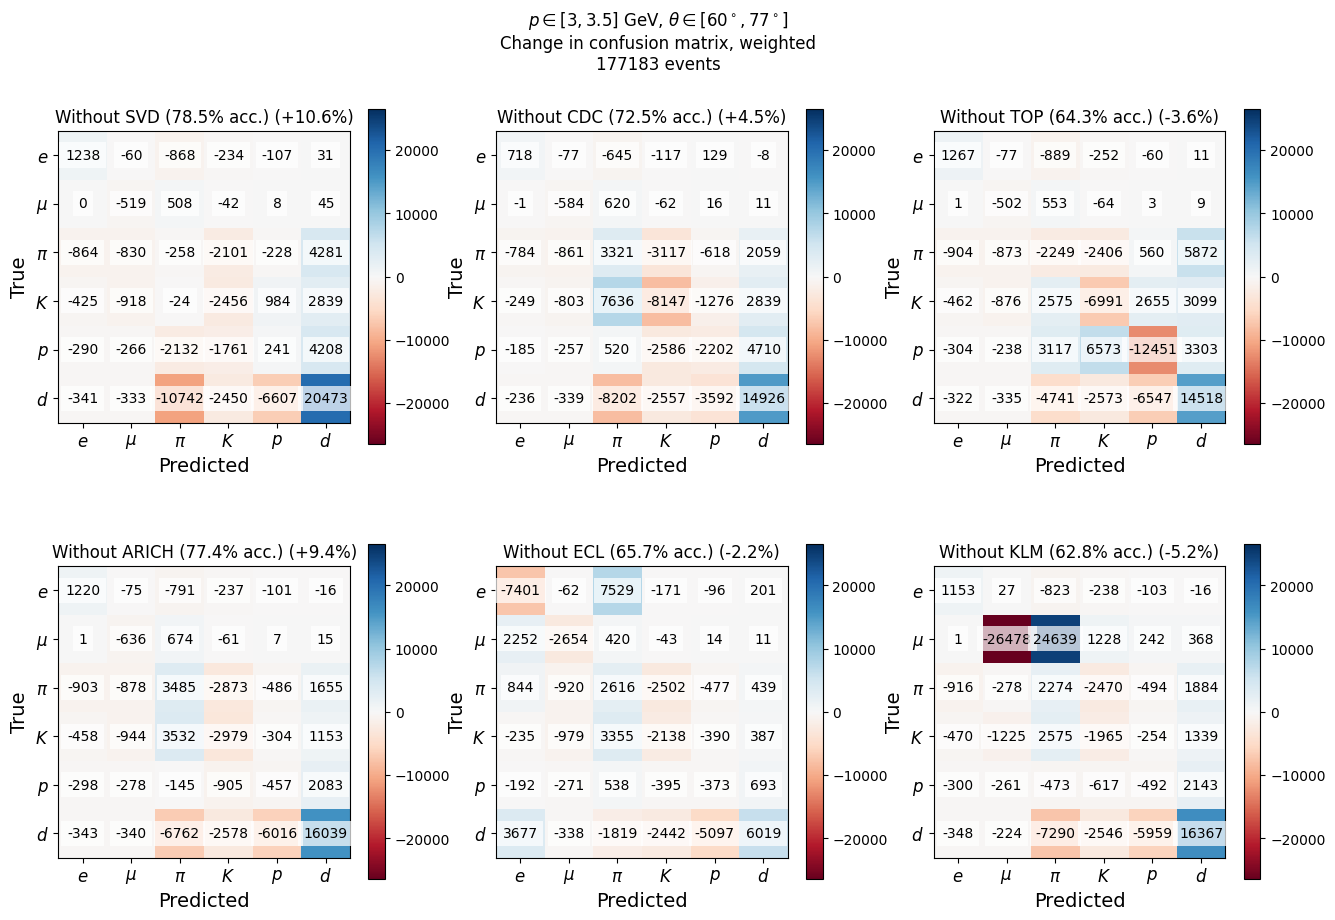 p ∈ [3, 3.5] GeV, θ ∈ [60°, 77°]
Change in confusion matrix, weighted
177183 events
Without SVD (78.5% acc.) (+10.6%)
True
e 1238 -60 -868 -234 -107 31
μ 0 -519 508 -42 8 45
π -864 -830 -258 -2101 -228 4281
K -425 -918 -24 -2456 984 2839
p -290 -266 -2132 -1761 241 4208
d -341 -333 -10742 -2450 -6607 20473
e μ π K p d
Predicted
20000
10000
0
−10000
−20000
Without CDC (72.5% acc.) (+4.5%)
True
e 718 -77 -645 -117 129 -8
μ -1 -584 620 -62 16 11
π -784 -861 3321 -3117 -618 2059
K -249 -803 7636 -8147 -1276 2839
p -185 -257 520 -2586 -2202 4710
d -236 -339 -8202 -2557 -3592 14926
e μ π K p d
Predicted
20000
10000
0
−10000
−20000
Without TOP (64.3% acc.) (-3.6%)
True
e 1267 -77 -889 -252 -60 11
μ 1 -502 553 -64 3 9
π -904 -873 -2249 -2406 560 5872
K -462 -876 2575 -6991 2655 3099
p -304 -238 3117 6573 -12451 3303
d -322 -335 -4741 -2573 -6547 14518
e μ π K p d
Predicted
20000
10000
0
−10000
−20000
Without ARICH (77.4% acc.) (+9.4%)
True
e 1220 -75 -791 -237 -101 -16
μ 1 -636 674 -61 7 15
π -903 -878 3485 -2873 -486 1655
K -458 -944 3532 -2979 -304 1153
p -298 -271 -145 -905 -457 2083
d -343 -340 -6762 -2578 -6016 16039
e μ π K p d
Predicted
20000
10000
0
−10000
−20000
Without ECL (65.7% acc.) (-2.2%)
True
e -7401 -62 7529 -171 -96 201
μ 2252 -2654 420 -43 14 11
π 844 -920 2616 -2502 -477 439
K -235 -979 3355 -2138 -390 387
p -192 -271 538 -395 -373 693
d 3677 -338 -1819 -2442 -5097 6019
e μ π K p d
Predicted
20000
10000
0
−10000
−20000
Without KLM (62.8% acc.) (-5.2%)
True
e 1153 27 -823 -238 -103 -16
μ 1 -26478 24639 1228 242 368
π -916 -278 2274 -2470 -494 1884
K -470 -1225 2575 -1965 -254 1339
p -300 -261 -473 -617 -492 2143
d -348 -224 -7290 -2546 -5959 16367
e μ π K p d
Predicted
20000
10000
0
−10000
−20000